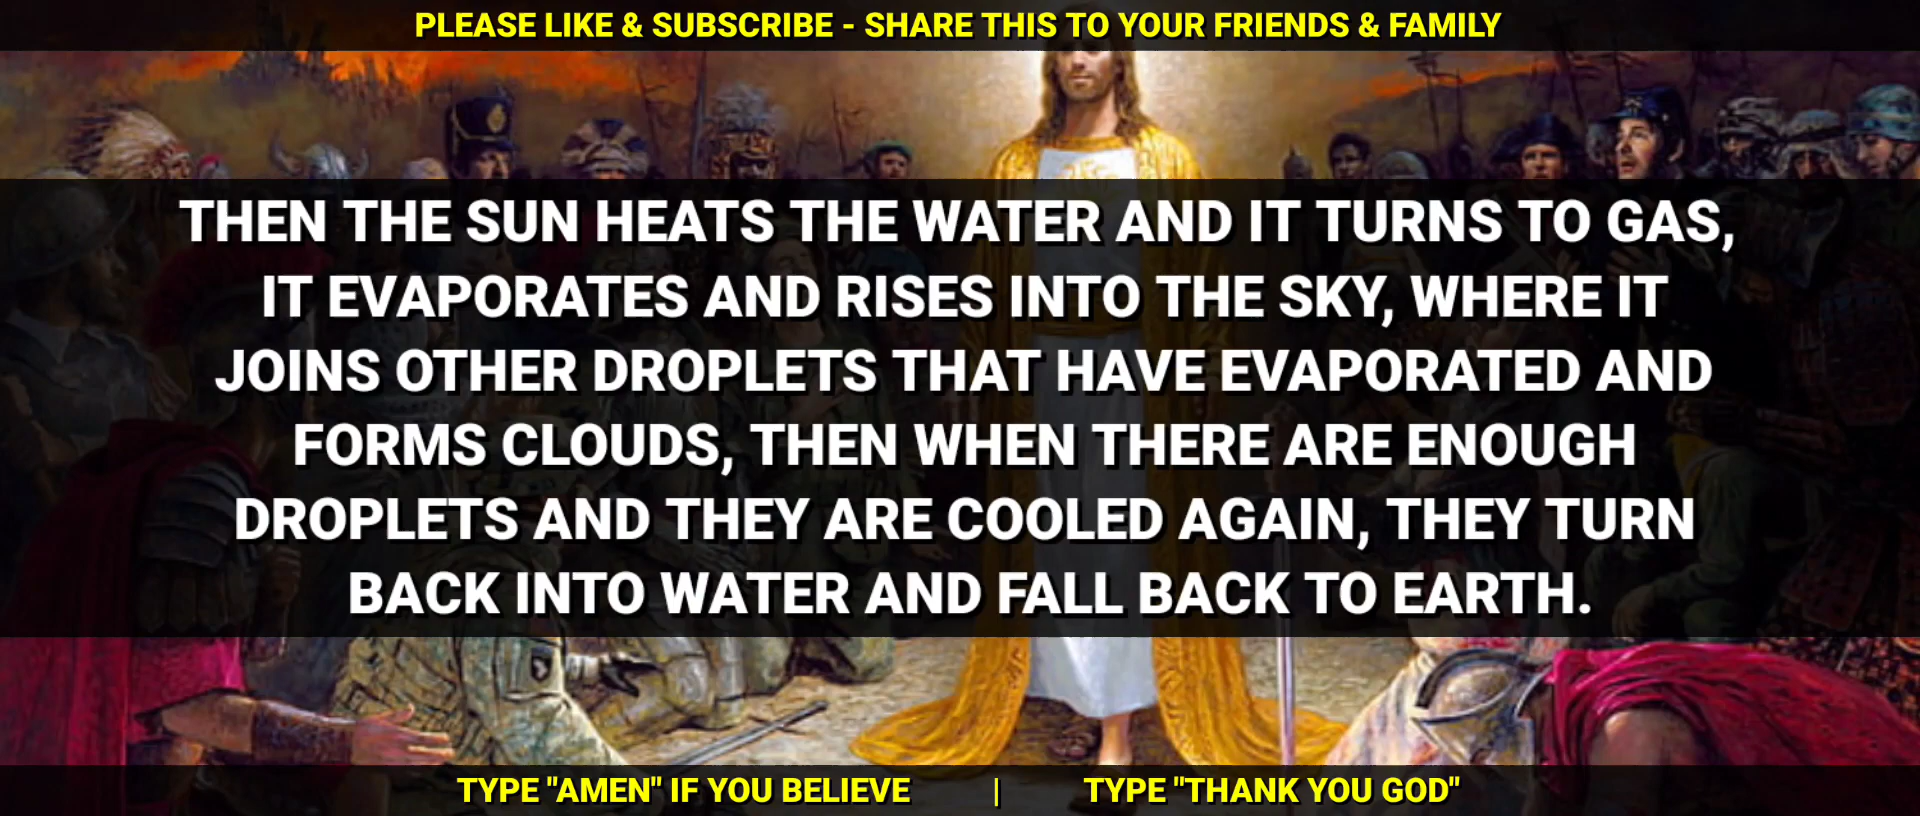 PLEASE LIKE & SUBSCRIBE - SHARE THIS TO YOUR FRIENDS & FAMILY
THEN THE SUN HEATS THE WATER AND IT TURNS TO GAS,
IT EVAPORATES AND RISES INTO THE SKY, WHERE IT
JOINS OTHER DROPLETS THAT HAVE EVAPORATED AND
FORMS CLOUDS, THEN WHEN THERE ARE ENOUGH
DROPLETS AND THEY ARE COOLED AGAIN, THEY TURN
BACK INTO WATER AND FALL BACK TO EARTH.
TYPE "AMEN" IF YOU BELIEVE | TYPE "THANK YOU GOD"